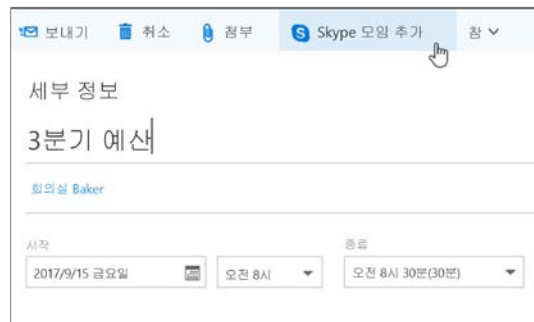 보내기 취소 첨부 Skype 모임 추가 참
세부 정보
3분기 예산
회의실 Baker
시작 종료
2017/9/15 금요일 오전 8시 오전 8시 30분(30분)